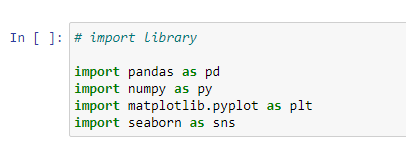 In [ ]: # import library
import pandas as pd
import numpy as py
import matplotlib.pyplot as plt
import seaborn as sns